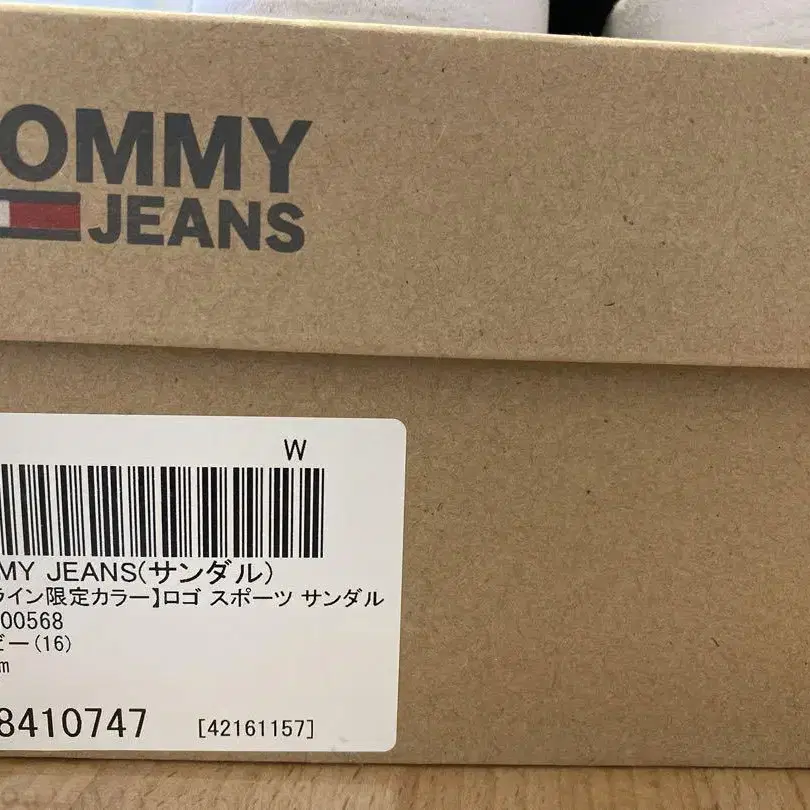 OMMY
JEANS
W
MY JEANS(サンダル)
ライン限定カラー】ロゴ スポーツ サンダル
00568
ビー(16)
m
8410747 [42161157]